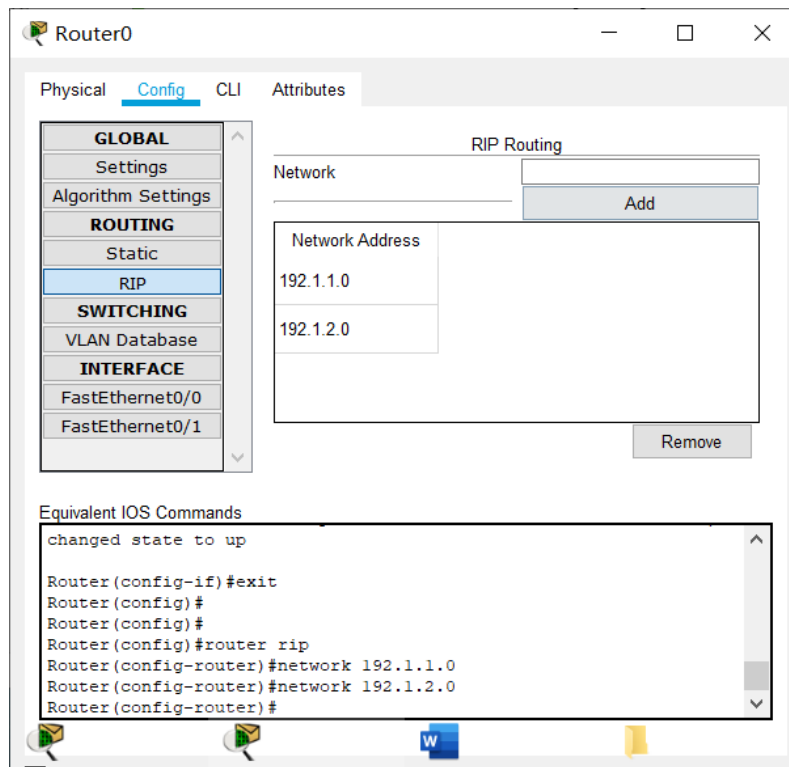 Router0
Physical Config CLI Attributes
GLOBAL
Settings
Algorithm Settings
ROUTING
Static
RIP
SWITCHING
VLAN Database
INTERFACE
FastEthernet0/0
FastEthernet0/1
RIP Routing
Network
Add
Network Address
192.1.1.0
192.1.2.0
Remove
Equivalent IOS Commands
changed state to up
Router(config-if)#exit
Router(config)#
Router(config)#
Router(config)#router rip
Router(config-router)#network 192.1.1.0
Router(config-router)#network 192.1.2.0
Router(config-router)#
W